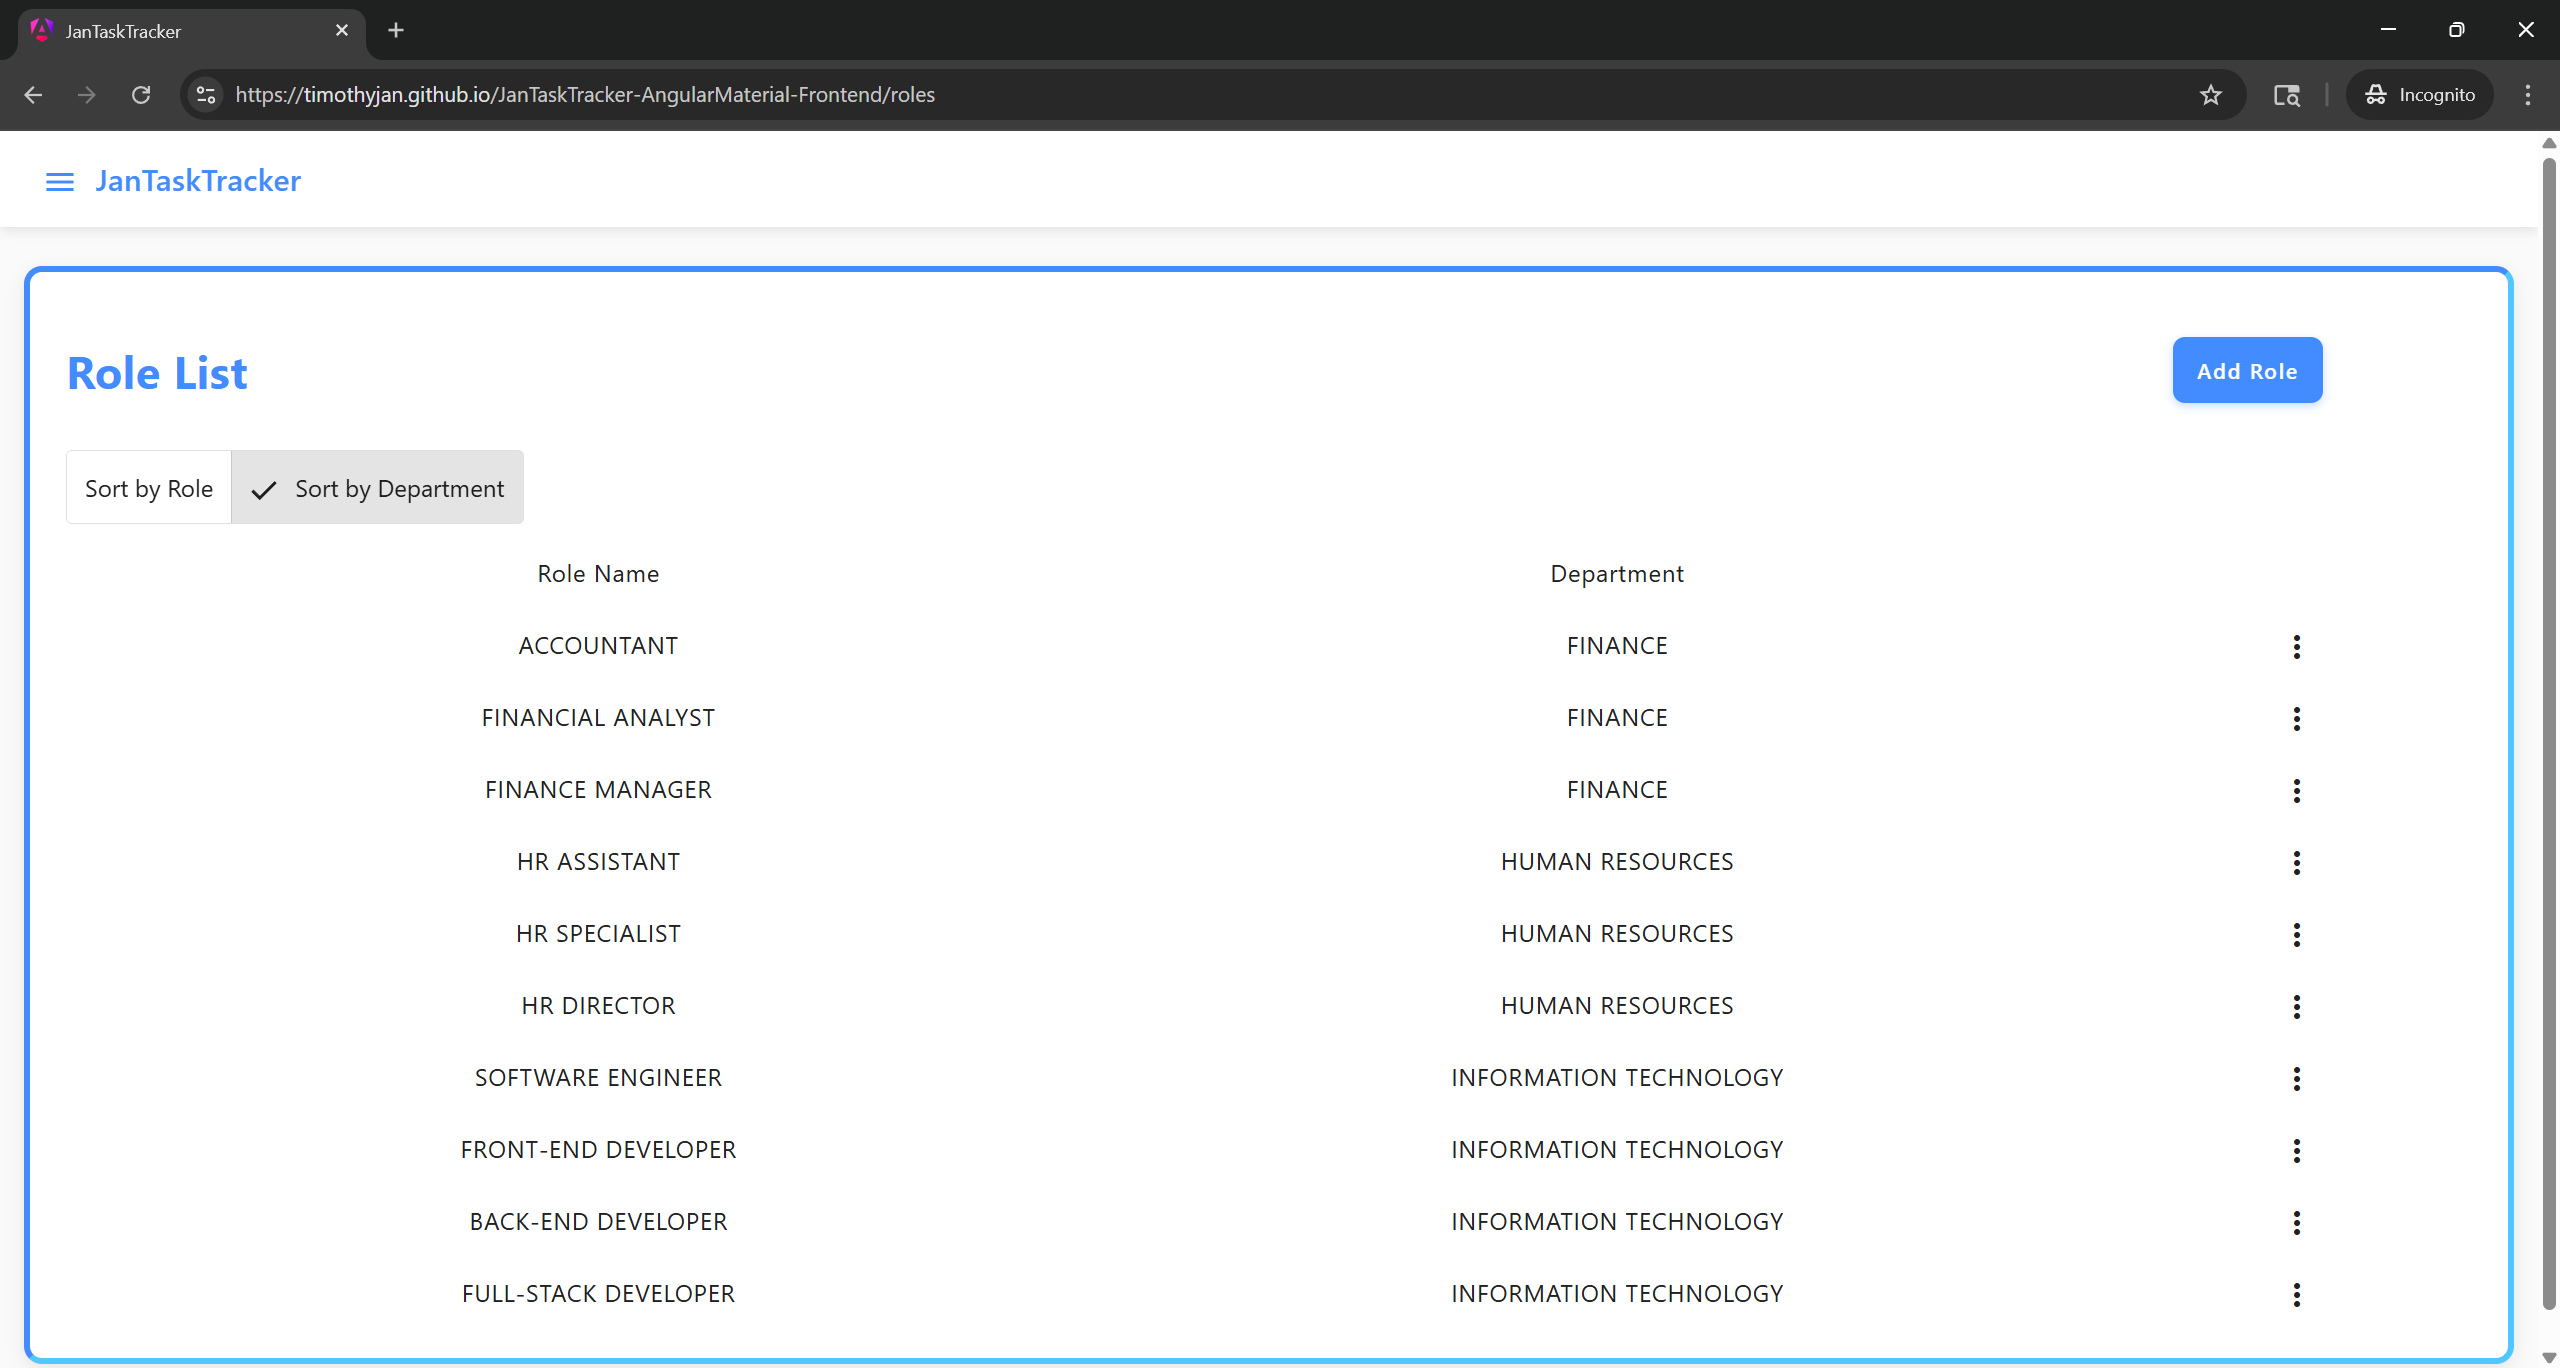 JanTaskTracker
https://timothyjan.github.io/JanTaskTracker-AngularMaterial-Frontend/roles
Incognito
JanTaskTracker
Role List
Add Role
Sort by Role
Sort by Department
Role Name Department
ACCOUNTANT FINANCE
FINANCIAL ANALYST FINANCE
FINANCE MANAGER FINANCE
HR ASSISTANT HUMAN RESOURCES
HR SPECIALIST HUMAN RESOURCES
HR DIRECTOR HUMAN RESOURCES
SOFTWARE ENGINEER INFORMATION TECHNOLOGY
FRONT-END DEVELOPER INFORMATION TECHNOLOGY
BACK-END DEVELOPER INFORMATION TECHNOLOGY
FULL-STACK DEVELOPER INFORMATION TECHNOLOGY